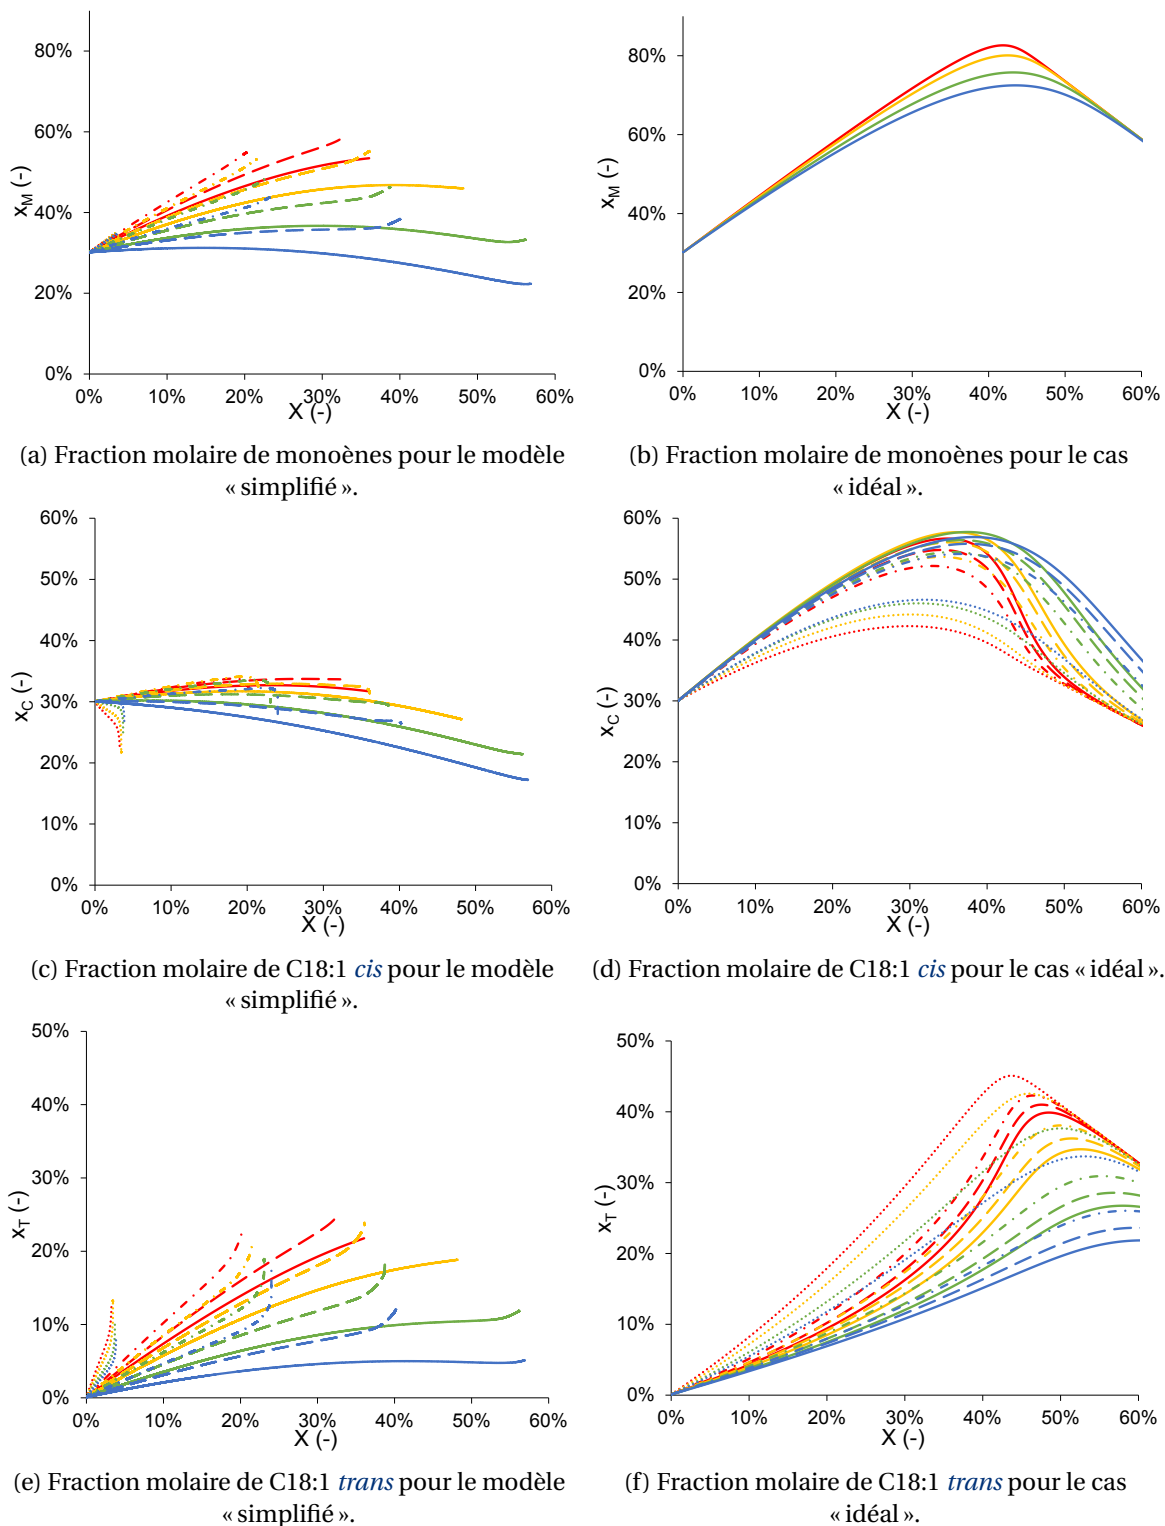 80%
60%
40%
20%
0%
x_M (-)
0% 10% 20% 30% 40% 50% 60%
X (-)
80%
60%
40%
20%
0%
x_M (-)
0% 10% 20% 30% 40% 50% 60%
X (-)
(a) Fraction molaire de monoènes pour le modèle
« simplifié ».
(b) Fraction molaire de monoènes pour le cas
« idéal ».
60%
50%
40%
30%
20%
10%
0%
x_C (-)
0% 10% 20% 30% 40% 50% 60%
X (-)
60%
50%
40%
30%
20%
10%
0%
x_C (-)
0% 10% 20% 30% 40% 50% 60%
X (-)
(c) Fraction molaire de C18:1 cis pour le modèle
« simplifié ».
(d) Fraction molaire de C18:1 cis pour le cas « idéal ».
50%
40%
30%
20%
10%
0%
x_T (-)
0% 10% 20% 30% 40% 50% 60%
X (-)
50%
40%
30%
20%
10%
0%
x_T (-)
0% 10% 20% 30% 40% 50% 60%
X (-)
(e) Fraction molaire de C18:1 trans pour le modèle
« simplifié ».
(f) Fraction molaire de C18:1 trans pour le cas
« idéal ».